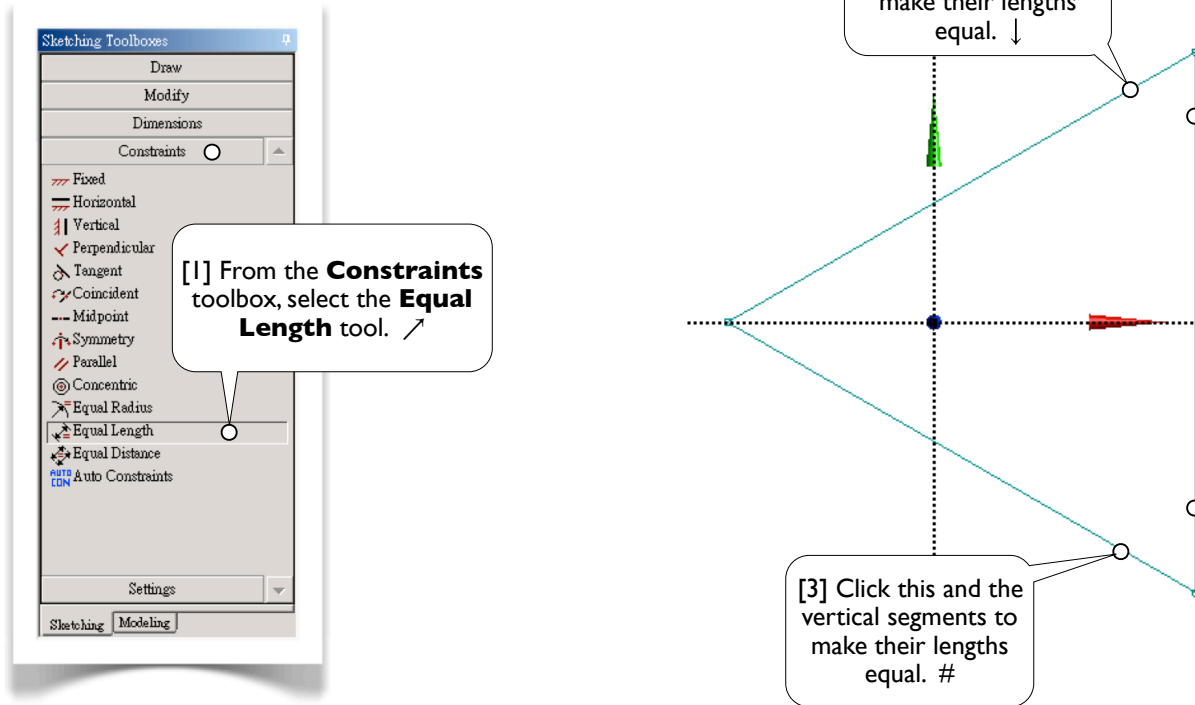 Sketching Toolboxes
Draw
Modify
Dimensions
Constraints
Fixed
Horizontal
Vertical
Perpendicular
Tangent
Coincident
Midpoint
Symmetry
Parallel
Concentric
Equal Radius
Equal Length
Equal Distance
AUTO
CON
Auto Constraints
Settings
Sketching
Modeling
[1] From the Constraints
toolbox, select the Equal
Length tool. ↗
make their lengths
equal. ↓
[3] Click this and the
vertical segments to
make their lengths
equal. #